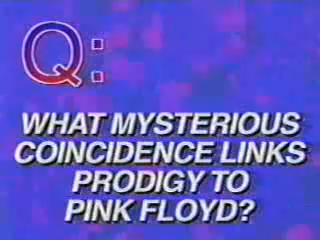 Q:
WHAT MYSTERIOUS
COINCIDENCE LINKS
PRODIGY TO
PINK FLOYD?